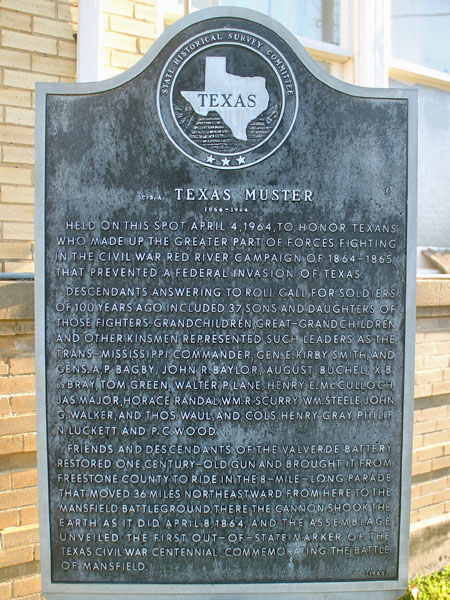 STATE HISTORICAL SURVEY COMMITTEE
TEXAS
C.S.A. TEXAS MUSTER
1864-1964
HELD ON THIS SPOT APRIL 4, 1964, TO HONOR TEXANS
WHO MADE UP THE GREATER PART OF FORCES FIGHTING
IN THE CIVIL WAR RED RIVER CAMPAIGN OF 1864-1865
THAT PREVENTED A FEDERAL INVASION OF TEXAS.
DESCENDANTS ANSWERING TO ROLL CALL FOR SOLDIERS
OF 100 YEARS AGO INCLUDED 37 SONS AND DAUGHTERS OF
THOSE FIGHTERS. GRANDCHILDREN, GREAT-GRANDCHILDREN
AND OTHER KINSMEN REPRESENTED SUCH LEADERS AS THE
TRANS-MISSISSIPPI COMMANDER, GEN. E. KIRBY SMITH, AND
GENS. A. P. BAGBY, JOHN R. BAYLOR, AUGUST BUCHEL, X. B.
DEBRAY, TOM GREEN, WALTER P. LANE, HENRY E. McCULLOCH,
JAS. MAJOR, HORACE RANDAL, WM. R. SCURRY, WM. STEELE, JOHN
G. WALKER, AND THOS. WAUL, AND COLS. HENRY GRAY, PHILLIP
N. LUCKETT AND P. C. WOOD.
FRIENDS AND DESCENDANTS OF THE VALVERDE BATTERY
RESTORED ONE CENTURY-OLD GUN AND BROUGHT IT FROM
FREESTONE COUNTY TO RIDE IN THE 8-MILE-LONG PARADE
THAT MOVED 36 MILES NORTHEASTWARD FROM HERE TO THE
MANSFIELD BATTLEGROUND. THERE THE CANNON SHOOK THE
EARTH AS IT DID APRIL 8, 1864, AND THE ASSEMBLAGE
UNVEILED THE FIRST OUT-OF-STATE MARKER OF THE
TEXAS CIVIL WAR CENTENNIAL, COMMEMORATING THE BATTLE
OF MANSFIELD.
(1965)